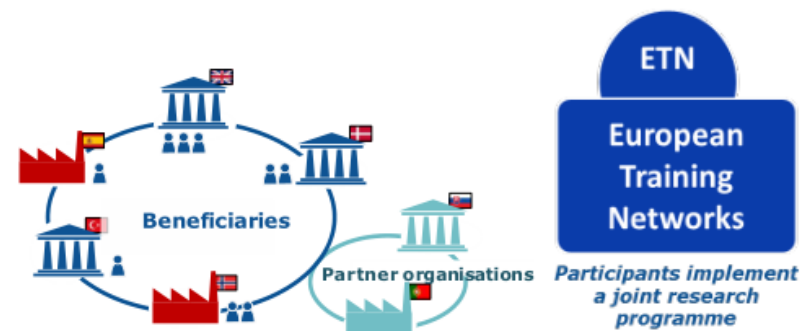 Beneficiaries
Partner organisations
ETN
European
Training
Networks
Participants implement
a joint research
programme